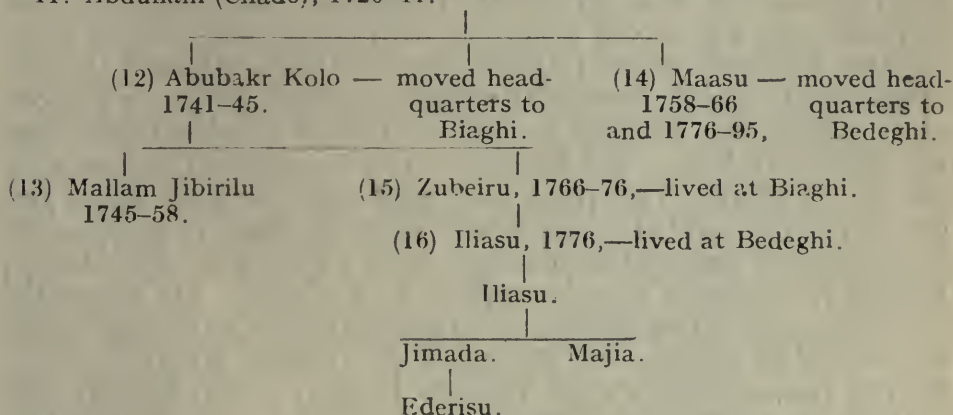 (12) Abubakr Kolo — moved head- (14) Maasu — moved head-
1741–45. quarters to 1758–66 quarters to
Biaghi. and 1776–95, Bedeghi.
(13) Mallam Jibirilu (15) Zubeiru, 1766–76,—lived at Biaghi.
1745–58.
(16) Iliasu, 1776,—lived at Bedeghi.
Iliasu.
Jimada. Majia.
Ederisu.